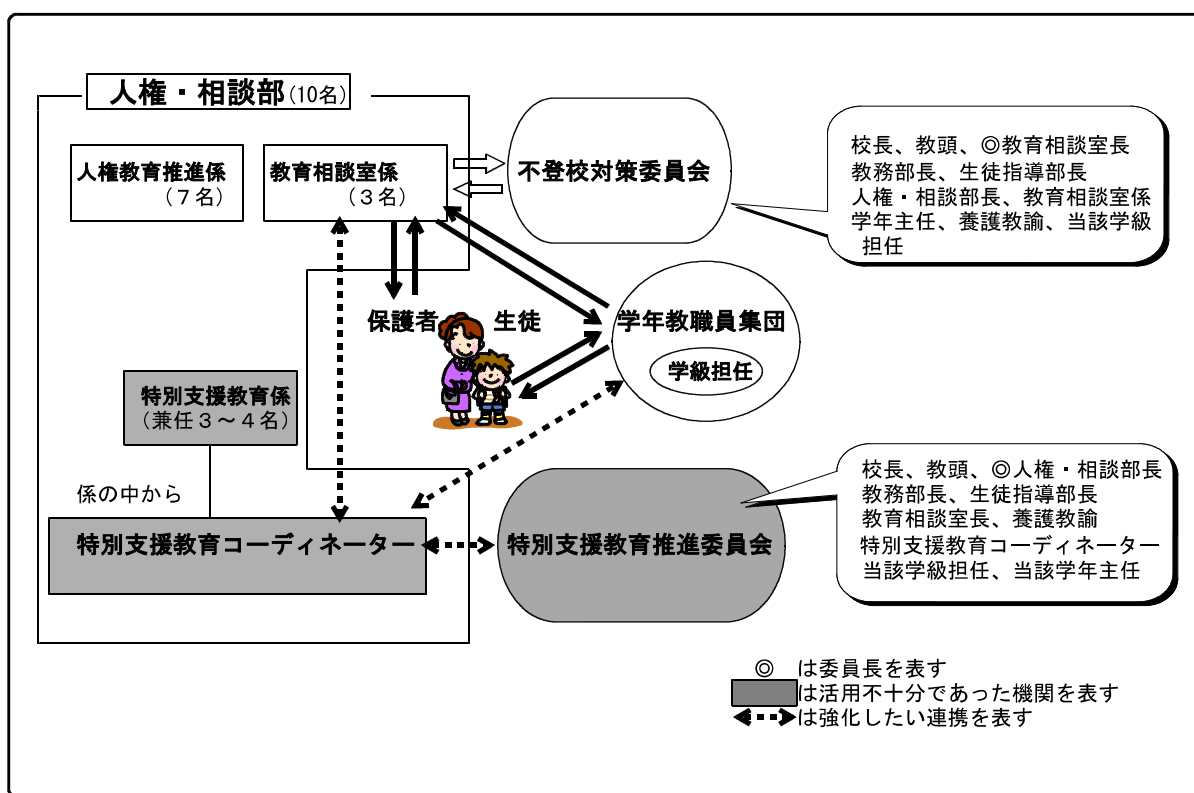 人権・相談部(10名)
人権教育推進係
(７名)
教育相談室係
(３名)
不登校対策委員会
校長、教頭、◎教育相談室長
教務部長、生徒指導部長
人権・相談部長、教育相談室係
学年主任、養護教諭、当該学級
担任
保護者
生徒
学年教職員集団
学級担任
特別支援教育係
(兼任３～４名)
係の中から
特別支援教育コーディネーター
特別支援教育推進委員会
校長、教頭、◎人権・相談部長
教務部長、生徒指導部長
教育相談室長、養護教諭
特別支援教育コーディネーター
当該学級担任、当該学年主任
◎ は委員長を表す
は活用不十分であった機関を表す
は強化したい連携を表す